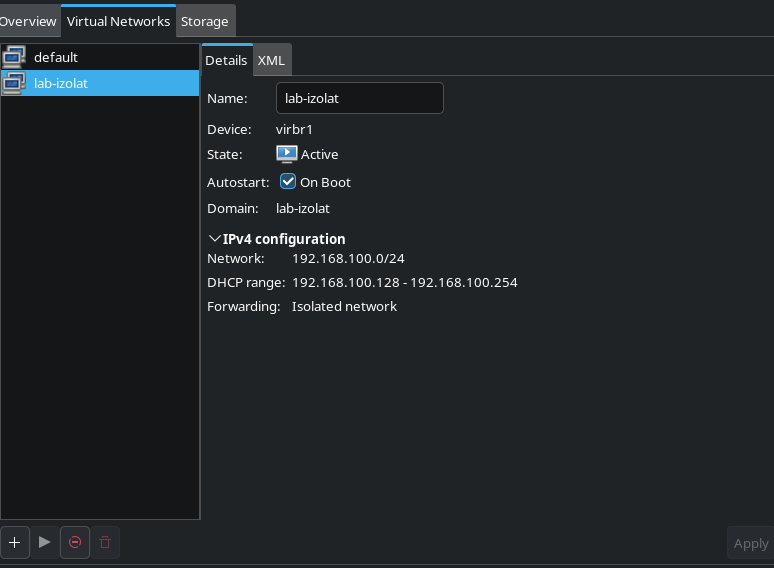 Overview Virtual Networks Storage
default
lab-izolat
Details XML
Name: lab-izolat
Device: virbr1
State: Active
Autostart: On Boot
Domain: lab-izolat
IPv4 configuration
Network: 192.168.100.0/24
DHCP range: 192.168.100.128 - 192.168.100.254
Forwarding: Isolated network
Apply